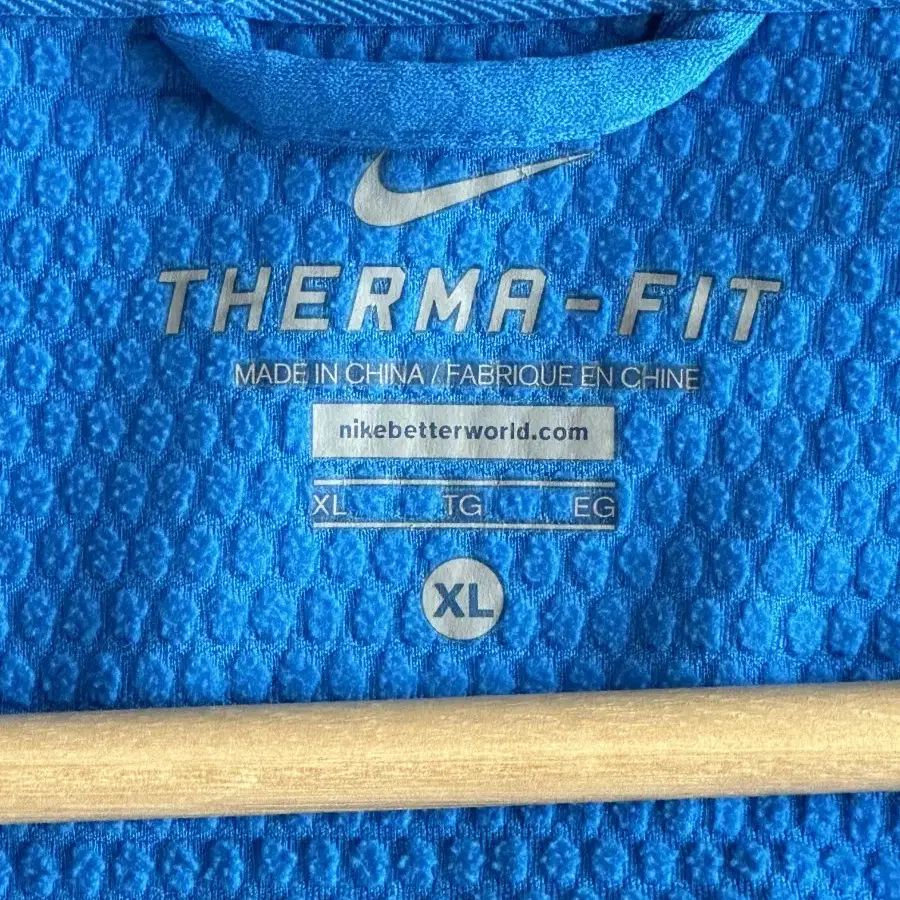 THERMA-FIT
MADE IN CHINA / FABRIQUE EN CHINE
nikebetterworld.com
XL TG EG
XL